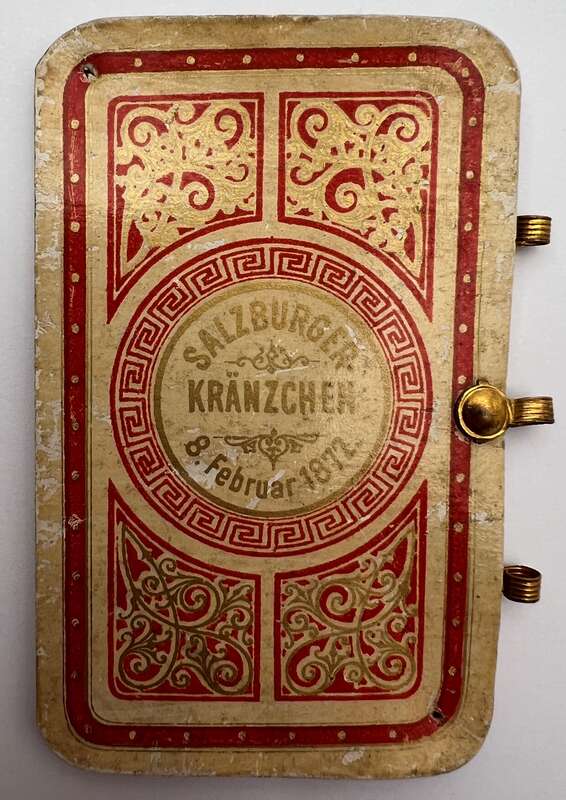 SALZBURGER
KRÄNZCHEN
8. Februar 1872.